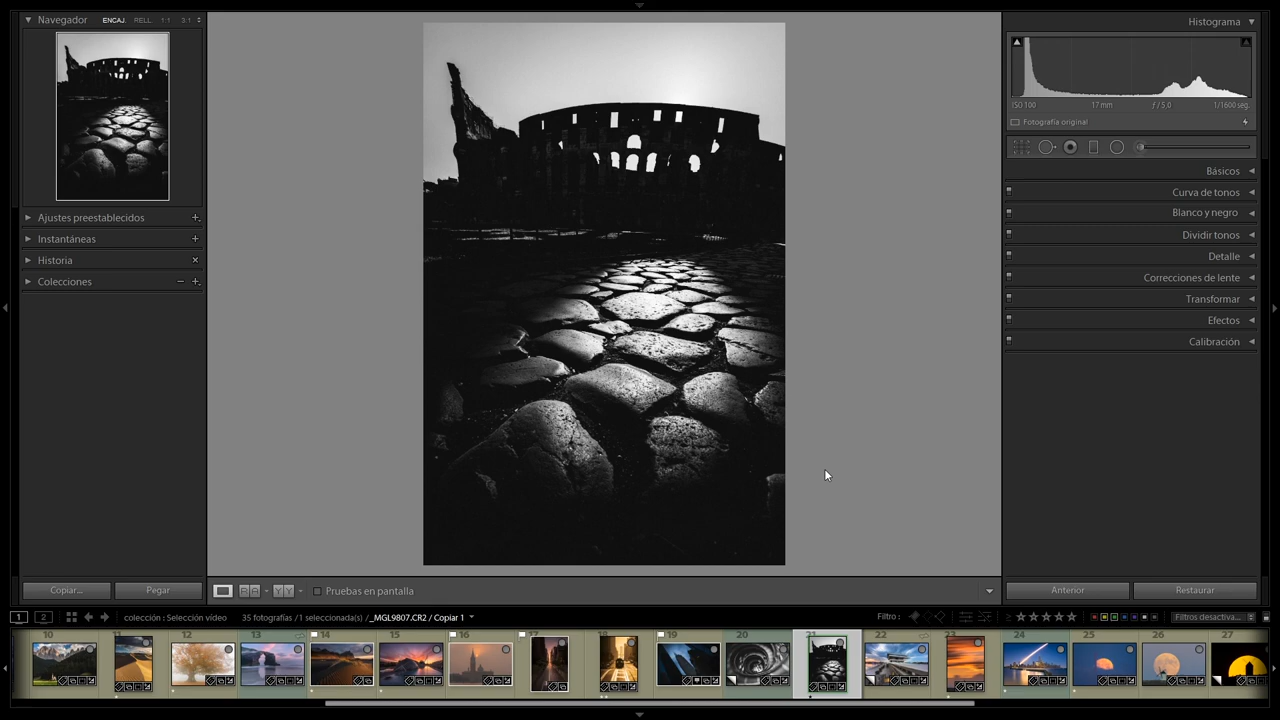 Navegador ENCAJ. RELL 1:1 3:1
Histograma
ISO 100 17 mm ƒ / 5,0 1/1600 seg.
Fotografía original
Básicos
Curva de tonos
Blanco y negro
Dividir tonos
Detalle
Correcciones de lente
Transformar
Efectos
Calibración
Ajustes preestablecidos
Instantáneas
Historia
Colecciones
Copiar... Pegar
R A Y Y Pruebas en pantalla
Anterior Restaurar
1 2 colección : Selección vídeo 35 fotografías / 1 seleccionada(s) / _MGL9807.CR2 / Copiar 1 Filtro : Filtros desactiva...
10 11 12 13 14 15 16 17 18 19 20 21 22 23 24 25 26 27